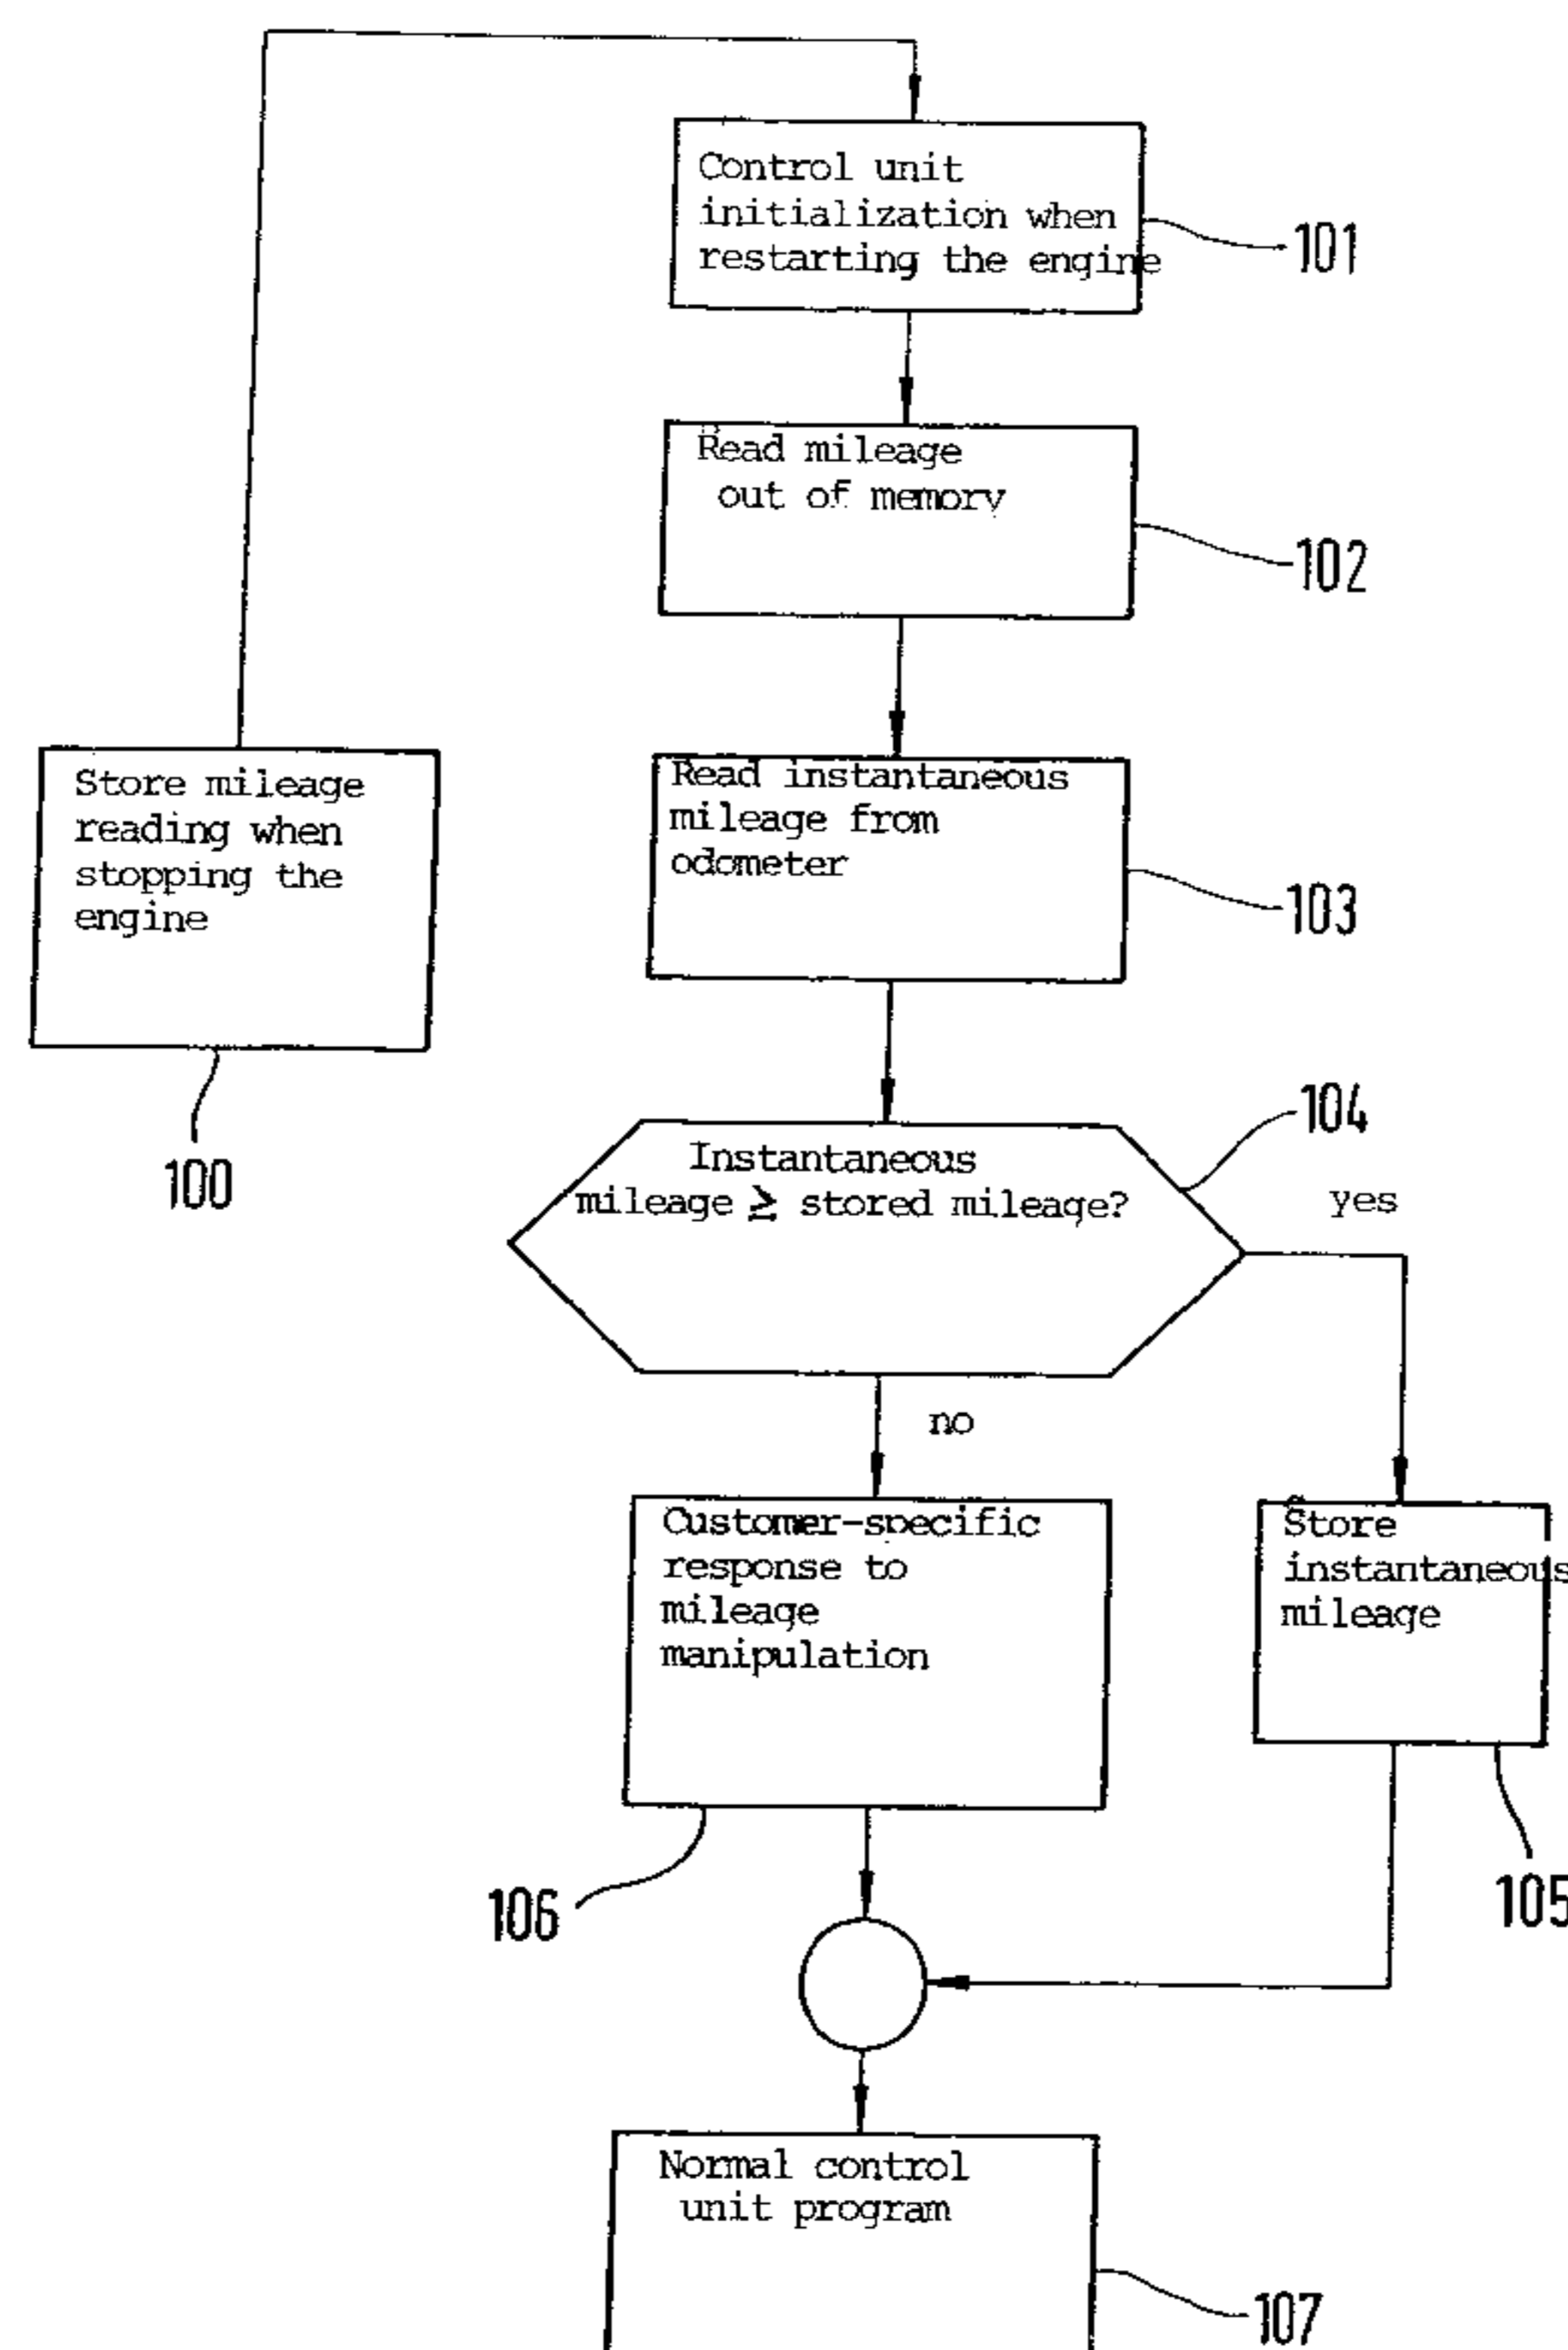 Control unit
initialization when
restarting the engine
101
Read mileage
out of memory
102
Store mileage
reading when
stopping the
engine
100
Read instantaneous
mileage from
odometer
103
104
Instantaneous
mileage ≥ stored mileage?
yes
no
Customer-specific
response to
mileage
manipulation
106
Store
instantaneous
mileage
105
Normal control
unit program
107